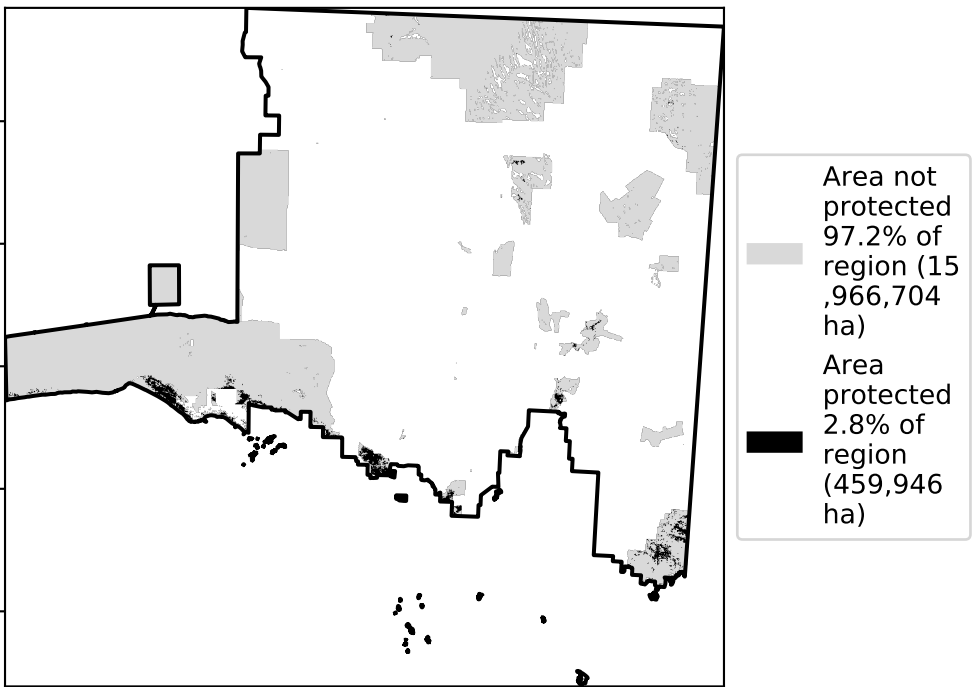 Area not
protected
97.2% of
region (15
,966,704
ha)
Area
protected
2.8% of
region
(459,946
ha)